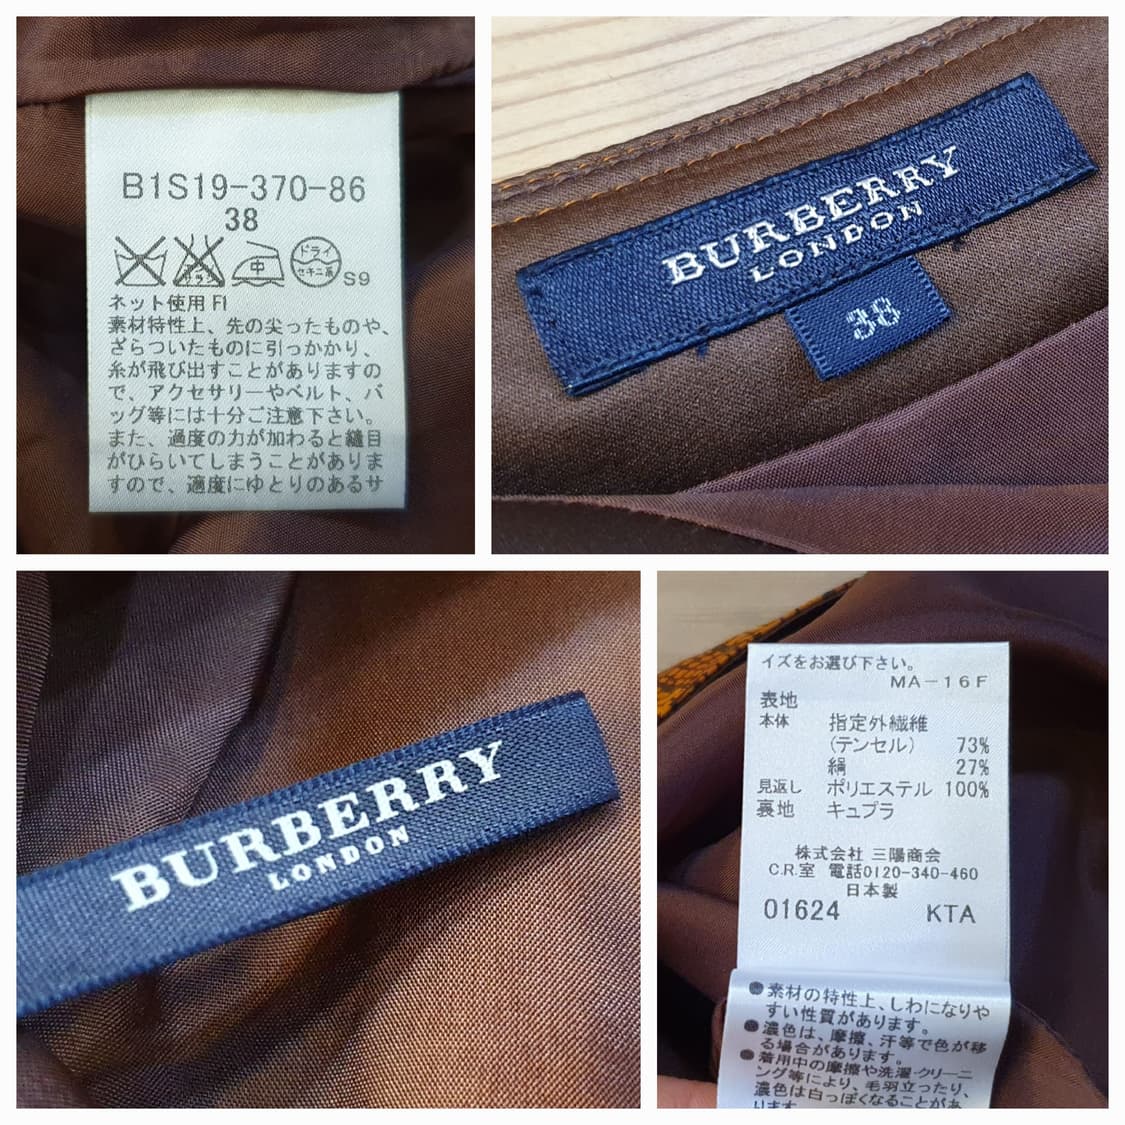 B1S19-370-86
38
ドライ
セキユ系
S9
ネット使用 FI
素材特性上、先の尖ったものや、
ざらついたものに引っかかり、
糸が飛び出すことがありますの
で、アクセサリーやベルト、バ
ッグ等には十分ご注意下さい。
また、過度の力が加わると縫目
がひらいてしまうことがありま
すので、適度にゆとりのあるサ
BURBERRY
LONDON
38
BURBERRY
LONDON
イズをお選び下さい。
MA-16F
表地
本体 指定外繊維
(テンセル) 73%
絹 27%
見返し ポリエステル 100%
裏地 キュプラ
株式会社 三陽商会
C.R.室 電話0120-340-460
日本製
01624 KTA
●素材の特性上、しわになりや
すい性質があります。
●濃色は、摩擦、汗等で色が移
る場合があります。
●着用中の摩擦や洗濯・クリーニ
ング等により、毛羽立ったり、
濃色は白っぽくなることがあ
ります。